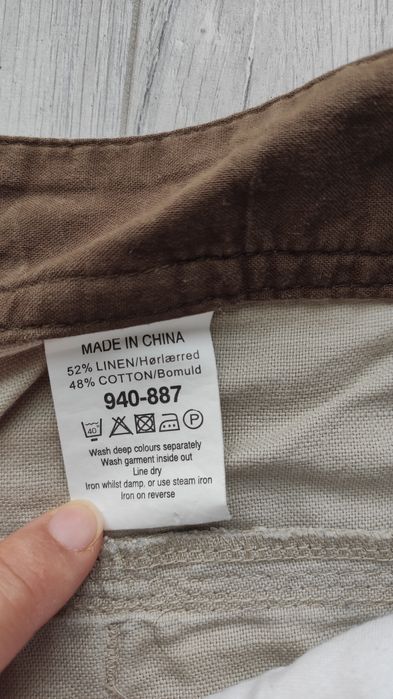 MADE IN CHINA
52% LINEN/Hørlærred
48% COTTON/Bomuld
940-887
40 P
Wash deep colours separately
Wash garment inside out
Line dry
Iron whilst damp, or use steam iron
Iron on reverse